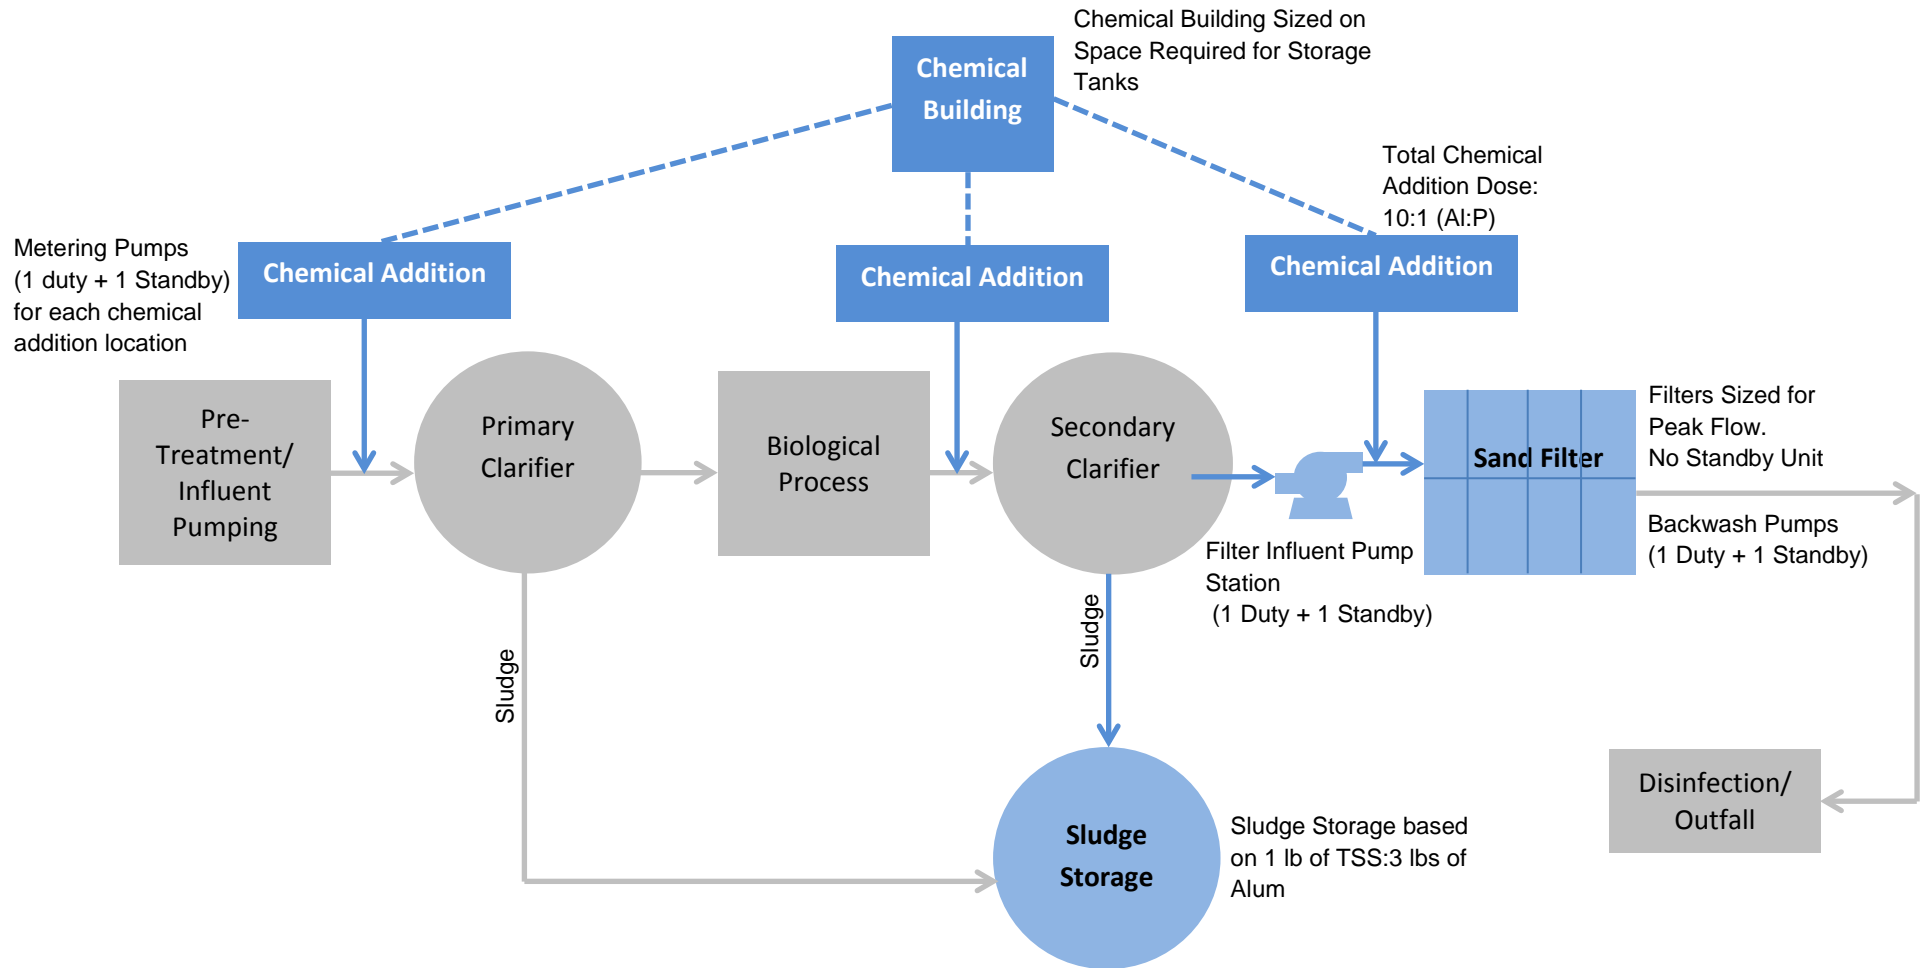 Chemical Building Sized on
Space Required for Storage
Tanks
Chemical
Building
Total Chemical
Addition Dose:
10:1 (Al:P)
Metering Pumps
(1 duty + 1 Standby)
for each chemical
addition location
Chemical Addition
Chemical Addition
Chemical Addition
Pre-
Treatment/
Influent
Pumping
Primary
Clarifier
Biological
Process
Secondary
Clarifier
Sand Filter
Filters Sized for
Peak Flow.
No Standby Unit
Backwash Pumps
(1 Duty + 1 Standby)
Filter Influent Pump
Station
(1 Duty + 1 Standby)
Sludge
Sludge
Sludge
Storage
Sludge Storage based
on 1 lb of TSS:3 lbs of
Alum
Disinfection/
Outfall